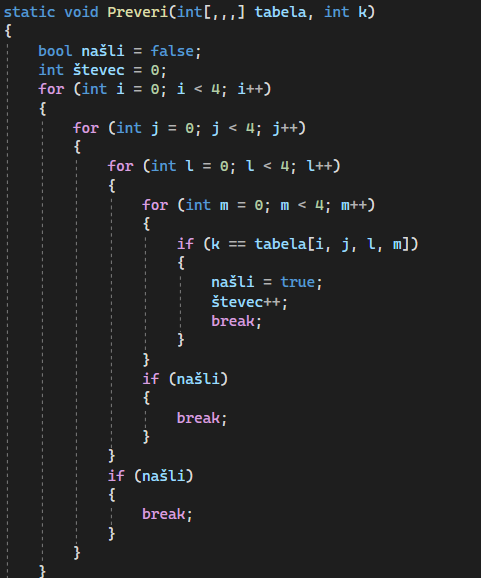 static void Preveri(int[,,,] tabela, int k)
{
    bool našli = false;
    int števec = 0;
    for (int i = 0; i < 4; i++)
    {
        for (int j = 0; j < 4; j++)
        {
            for (int l = 0; l < 4; l++)
            {
                for (int m = 0; m < 4; m++)
                {
                    if (k == tabela[i, j, l, m])
                    {
                        našli = true;
                        števec++;
                        break;
                    }
                }
                if (našli)
                {
                    break;
                }
            }
            if (našli)
            {
                break;
            }
        }
    }